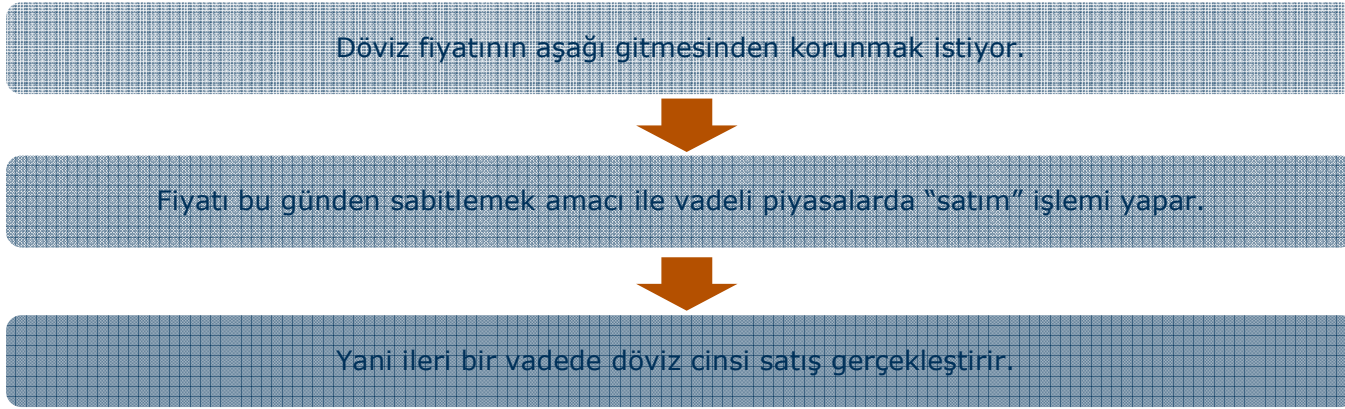 Döviz fiyatının aşağı gitmesinden korunmak istiyor.
Fiyatı bu günden sabitlemek amacı ile vadeli piyasalarda “satım” işlemi yapar.
Yani ileri bir vadede döviz cinsi satış gerçekleştirir.